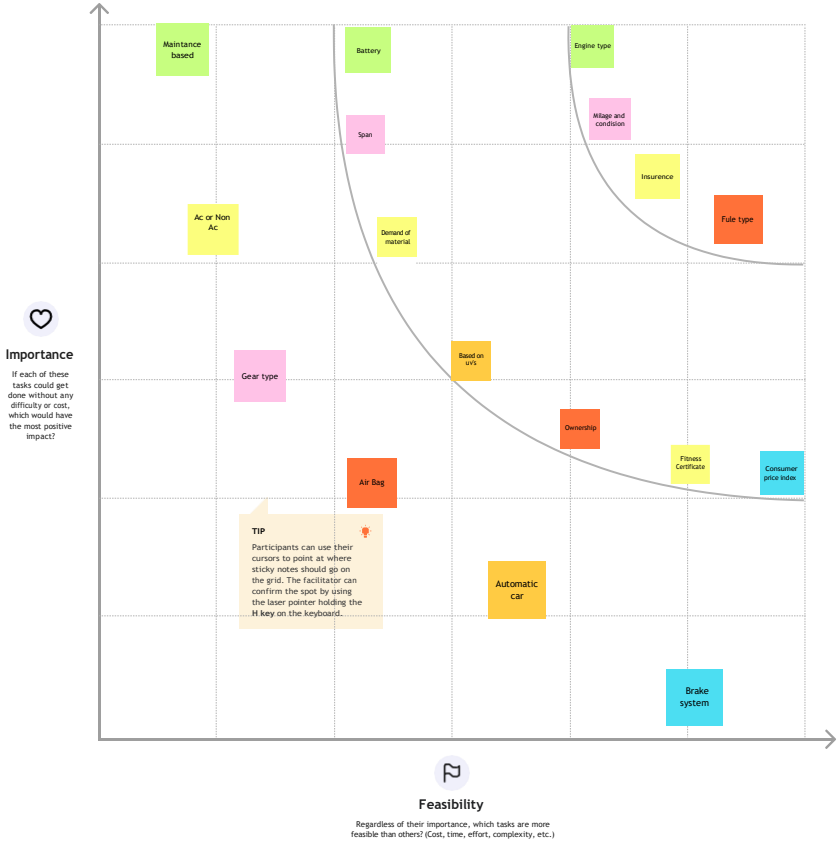 Maintance
based
Battery
Engine type
Span
Milage and
condision
Insurence
Fule type
Ac or Non
Ac
Demand of
material
Gear type
Based on
uv's
Ownership
Fitness
Certificate
Consumer
price index
Air Bag
Automatic
car
Brake
system
Importance
If each of these
tasks could get
done without any
difficulty or cost,
which would have
the most positive
impact?
TIP
Participants can use their
cursors to point at where
sticky notes should go on
the grid. The facilitator can
confirm the spot by using
the laser pointer holding the
H key on the keyboard.
Feasibility
Regardless of their importance, which tasks are more
feasible than others? (Cost, time, effort, complexity, etc.)